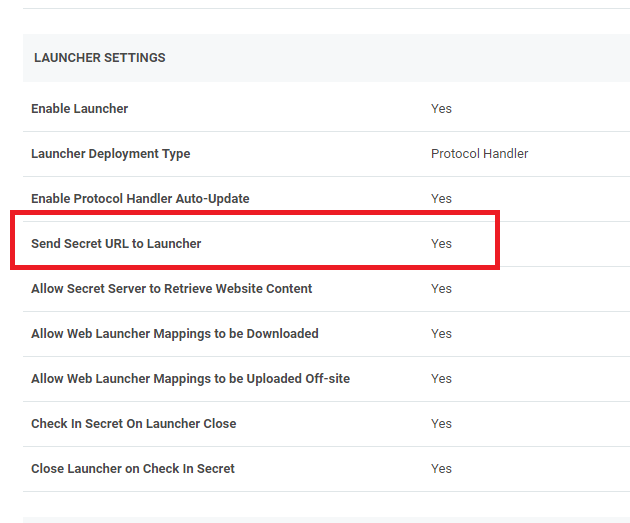 LAUNCHER SETTINGS
Enable Launcher Yes
Launcher Deployment Type Protocol Handler
Enable Protocol Handler Auto-Update Yes
Send Secret URL to Launcher Yes
Allow Secret Server to Retrieve Website Content Yes
Allow Web Launcher Mappings to be Downloaded Yes
Allow Web Launcher Mappings to be Uploaded Off-site Yes
Check In Secret On Launcher Close Yes
Close Launcher on Check In Secret Yes